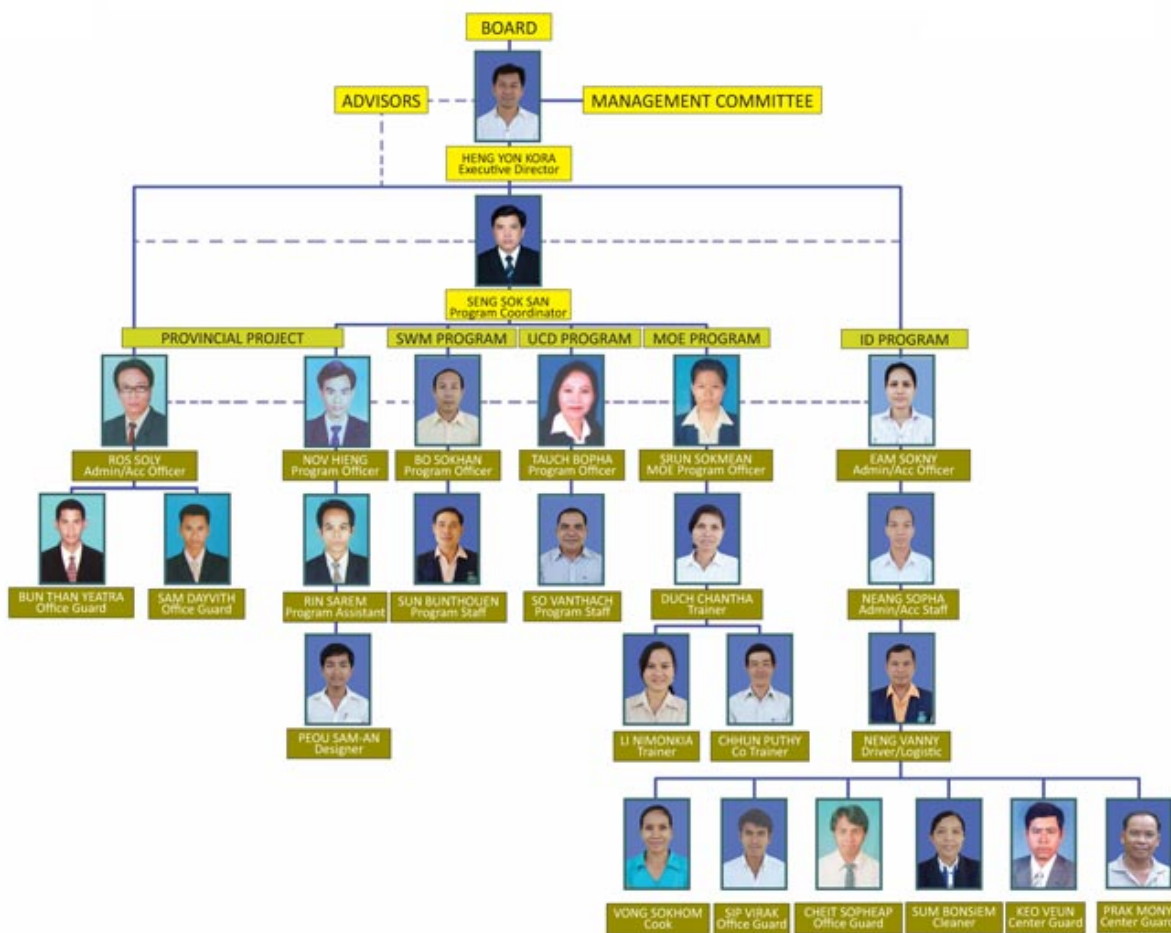 BOARD
ADVISORS
MANAGEMENT COMMITTEE
HENG YON KORA
Executive Director
SENG SOK SAN
Program Coordinator
PROVINCIAL PROJECT
SWM PROGRAM
UCD PROGRAM
MOE PROGRAM
ID PROGRAM
ROS SOLY
Admin/Acc Officer
NOV HIENG
Program Officer
BO SOKHAN
Program Officer
TAUCH BOPHA
Program Officer
SRUN SOKMEAN
MOE Program Officer
EAM SOKNY
Admin/Acc Officer
BUN THAN YEATRA
Office Guard
SAM DAYVITH
Office Guard
RIN SAREM
Program Assistant
SUN BUNTHOUEN
Program Staff
SO VANTHACH
Program Staff
DUCH CHANTHA
Trainer
NEANG SOPHA
Admin/Acc Staff
PEOU SAM-AN
Designer
LI NIMONKIA
Trainer
CHHUN PUTHY
Co Trainer
NENG VANNY
Driver/Logistic
VONG SOKHOM
Cook
SIP VIRAK
Office Guard
CHEIT SOPHEAP
Office Guard
SUM BONSIEM
Cleaner
KEO VEUN
Center Guard
PRAK MONY
Center Guard